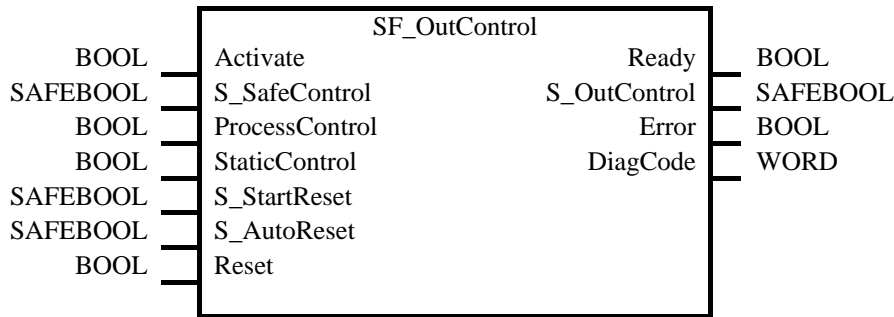 SF_OutControl
BOOL Activate Ready BOOL
SAFEBOOL S_SafeControl S_OutControl SAFEBOOL
BOOL ProcessControl Error BOOL
BOOL StaticControl DiagCode WORD
SAFEBOOL S_StartReset
SAFEBOOL S_AutoReset
BOOL Reset